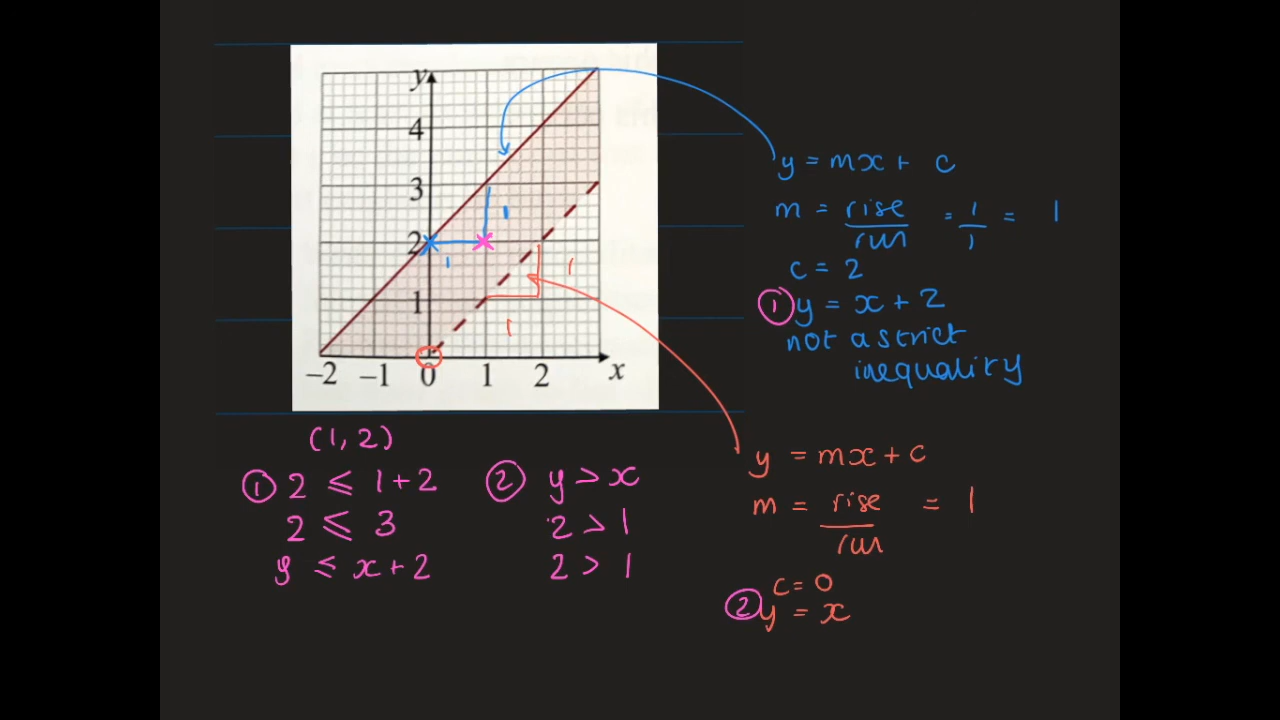 y
4
3
2
1
-2 -1 0 1 2 x
1
1
1
1
y = mx + c
m = rise/run = 1/1 = 1
c = 2
① y = x + 2
not a strict
inequality
(1, 2)
① 2 ≤ 1+2
2 ≤ 3
y ≤ x+2
② y > x
2 > 1
2 > 1
y = mx + c
m = rise/run = 1
c = 0
② y = x